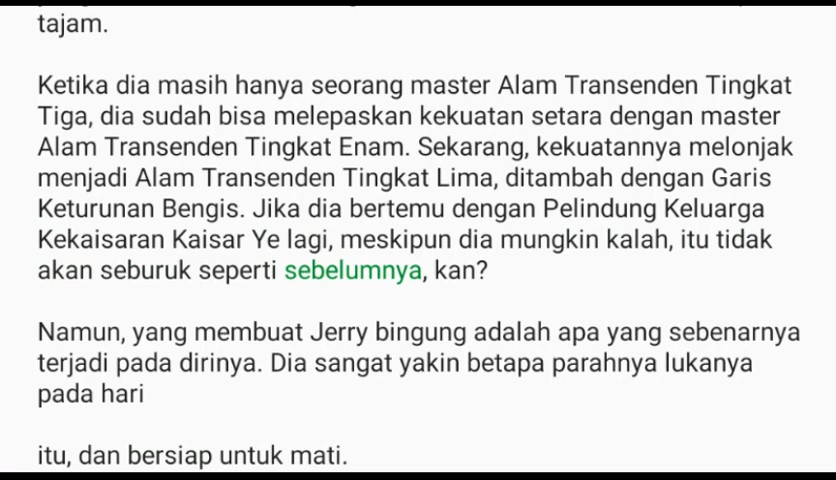 tajam.
Ketika dia masih hanya seorang master Alam Transenden Tingkat
Tiga, dia sudah bisa melepaskan kekuatan setara dengan master
Alam Transenden Tingkat Enam. Sekarang, kekuatannya melonjak
menjadi Alam Transenden Tingkat Lima, ditambah dengan Garis
Keturunan Bengis. Jika dia bertemu dengan Pelindung Keluarga
Kekaisaran Kaisar Ye lagi, meskipun dia mungkin kalah, itu tidak
akan seburuk seperti sebelumnya, kan?
Namun, yang membuat Jerry bingung adalah apa yang sebenarnya
terjadi pada dirinya. Dia sangat yakin betapa parahnya lukanya
pada hari
itu, dan bersiap untuk mati.